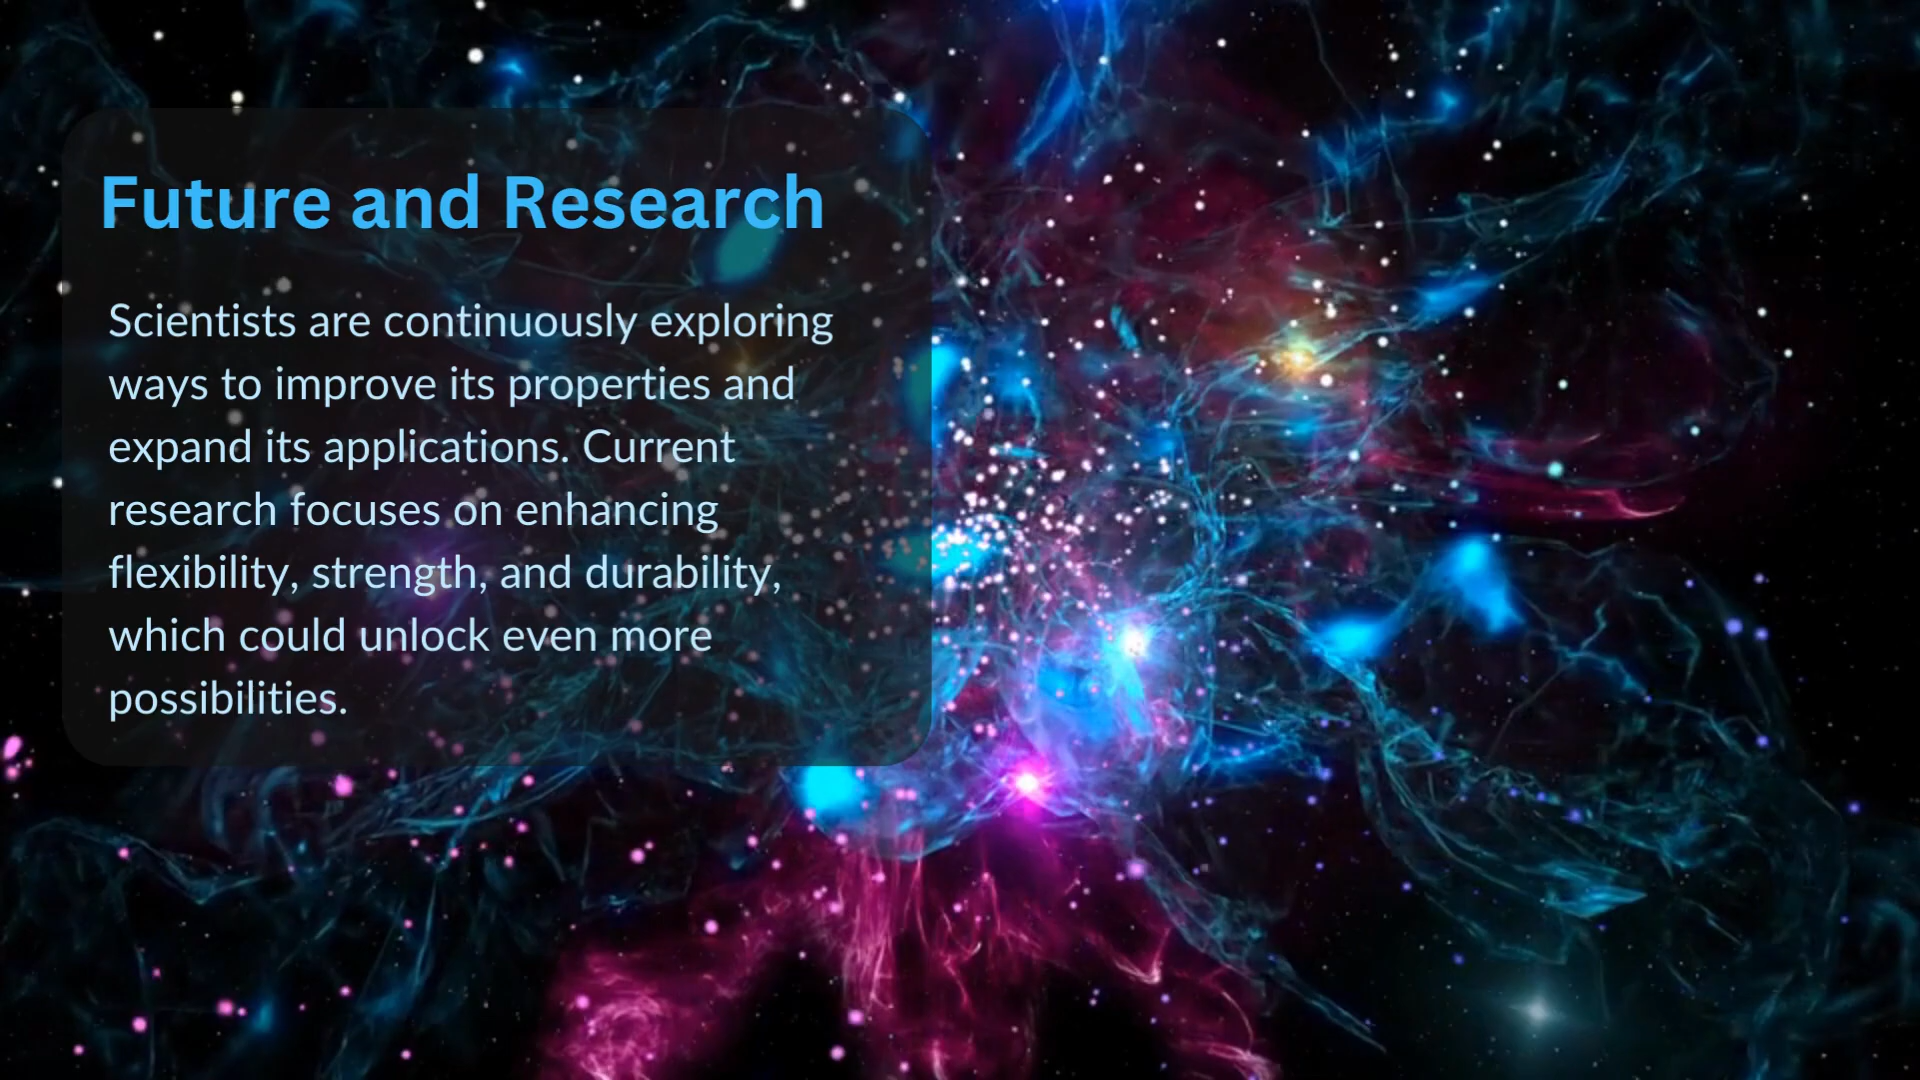 Future and Research
Scientists are continuously exploring
ways to improve its properties and
expand its applications. Current
research focuses on enhancing
flexibility, strength, and durability,
which could unlock even more
possibilities.